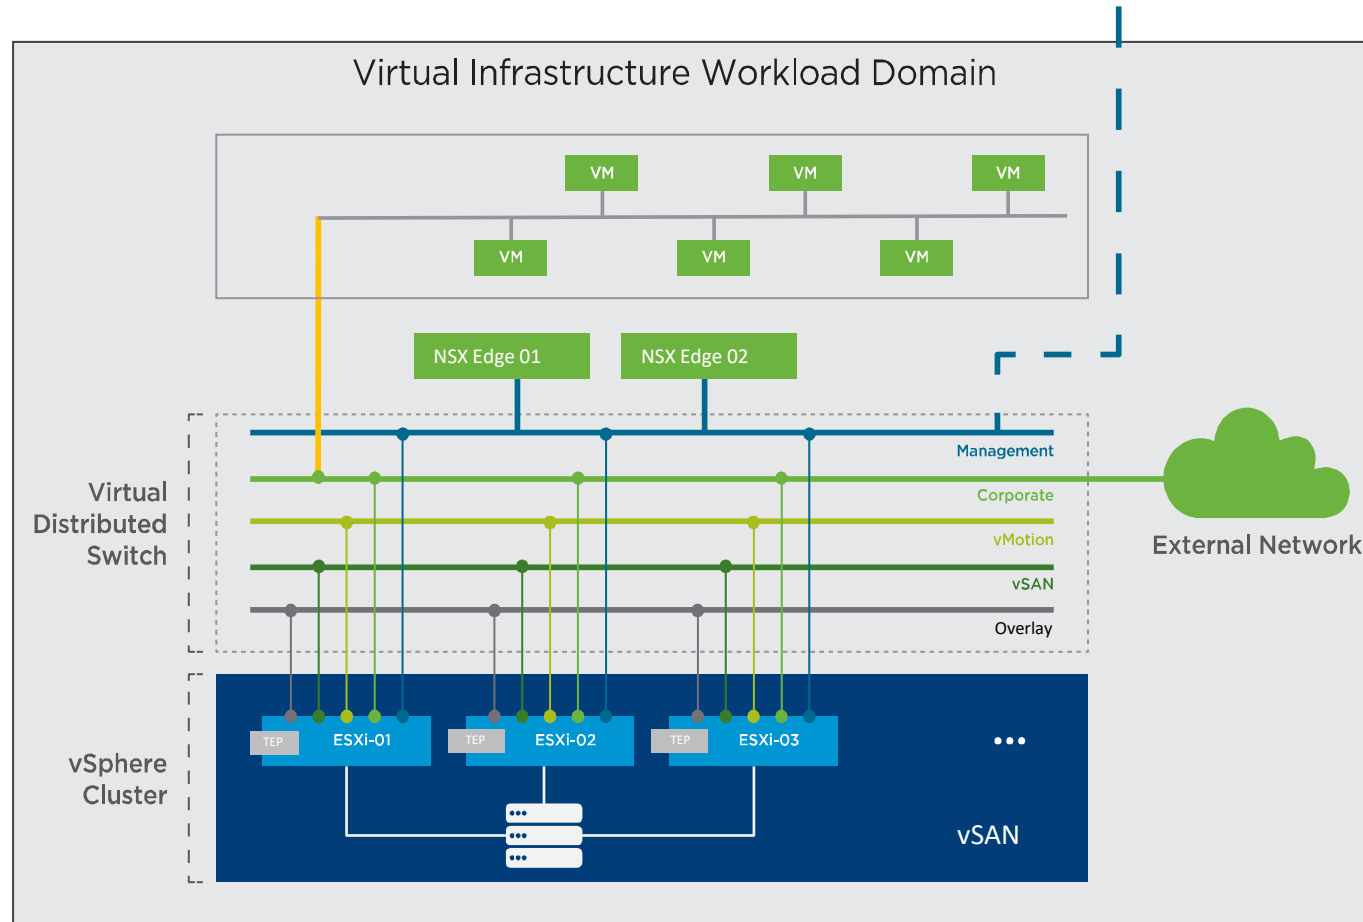 Virtual Infrastructure Workload Domain
VM
VM
VM
VM
VM
VM
NSX Edge 01
NSX Edge 02
Virtual
Distributed
Switch
Management
Corporate
vMotion
vSAN
Overlay
External Network
vSphere
Cluster
TEP
ESXi-01
TEP
ESXi-02
TEP
ESXi-03
•••
vSAN